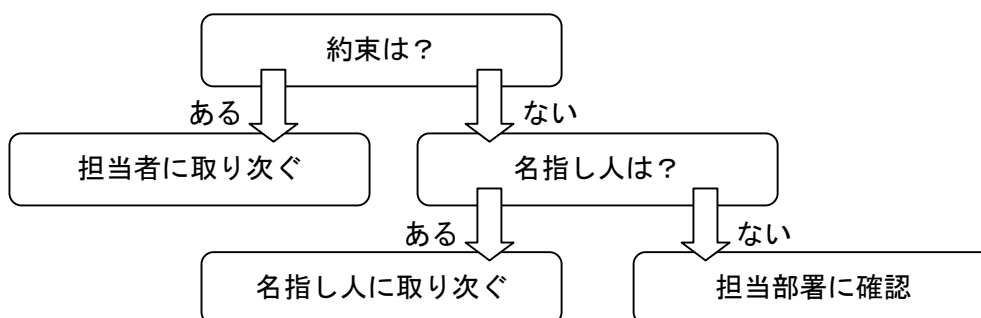 約束は？
ある
ない
担当者に取り次ぐ
名指し人は？
ある
ない
名指し人に取り次ぐ
担当部署に確認